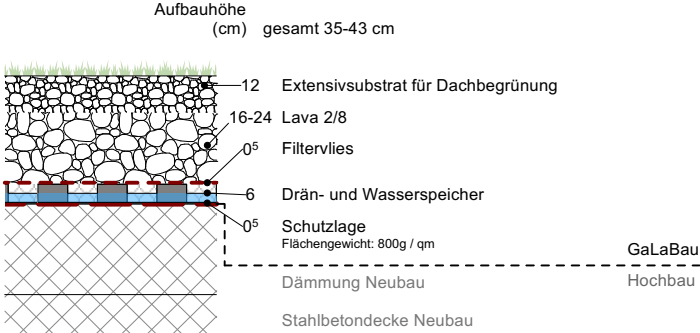 Aufbauhöhe
(cm) gesamt 35-43 cm
12 Extensivsubstrat für Dachbegrünung
16-24 Lava 2/8
0⁵ Filtervlies
6 Drän- und Wasserspeicher
0⁵ Schutzlage
Flächengewicht: 800g / qm
GaLaBau
Dämmung Neubau Hochbau
Stahlbetondecke Neubau